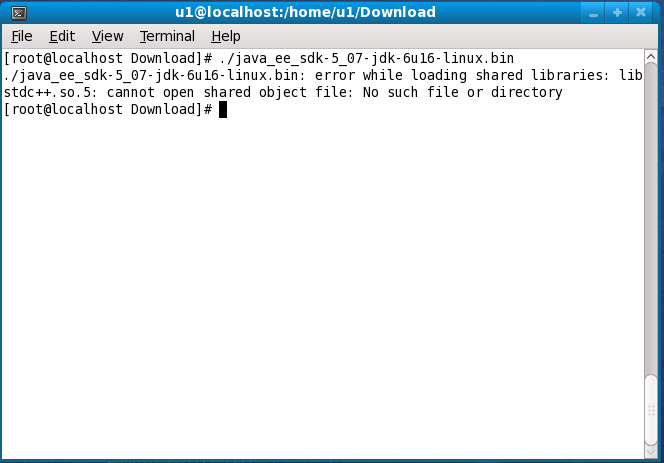 u1@localhost:/home/u1/Download
File Edit View Terminal Help
[root@localhost Download]# ./java_ee_sdk-5_07-jdk-6u16-linux.bin
./java_ee_sdk-5_07-jdk-6u16-linux.bin: error while loading shared libraries: lib
stdc++.so.5: cannot open shared object file: No such file or directory
[root@localhost Download]#